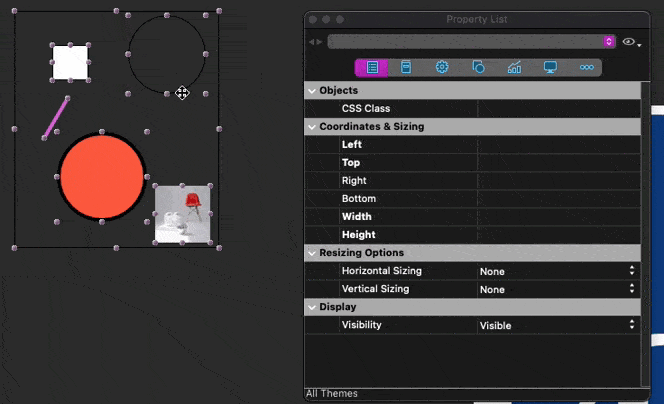 Property List
Objects
CSS Class
Coordinates & Sizing
Left
Top
Right
Bottom
Width
Height
Resizing Options
Horizontal Sizing None
Vertical Sizing None
Display
Visibility Visible
All Themes